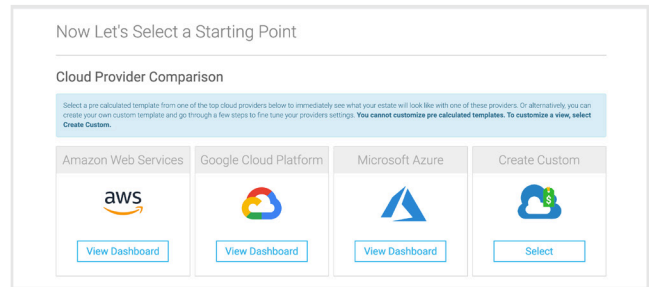 Now Let's Select a Starting Point
Cloud Provider Comparison
Select a pre calculated template from one of the top cloud providers below to immediately see what your estate will look like with one of these providers. Or alternatively, you can
create your own custom template and go through a few steps to fine tune your providers settings. You cannot customize pre calculated templates. To customize a view, select
Create Custom.
Amazon Web Services
Google Cloud Platform
Microsoft Azure
Create Custom
aws
$
View Dashboard
View Dashboard
View Dashboard
Select